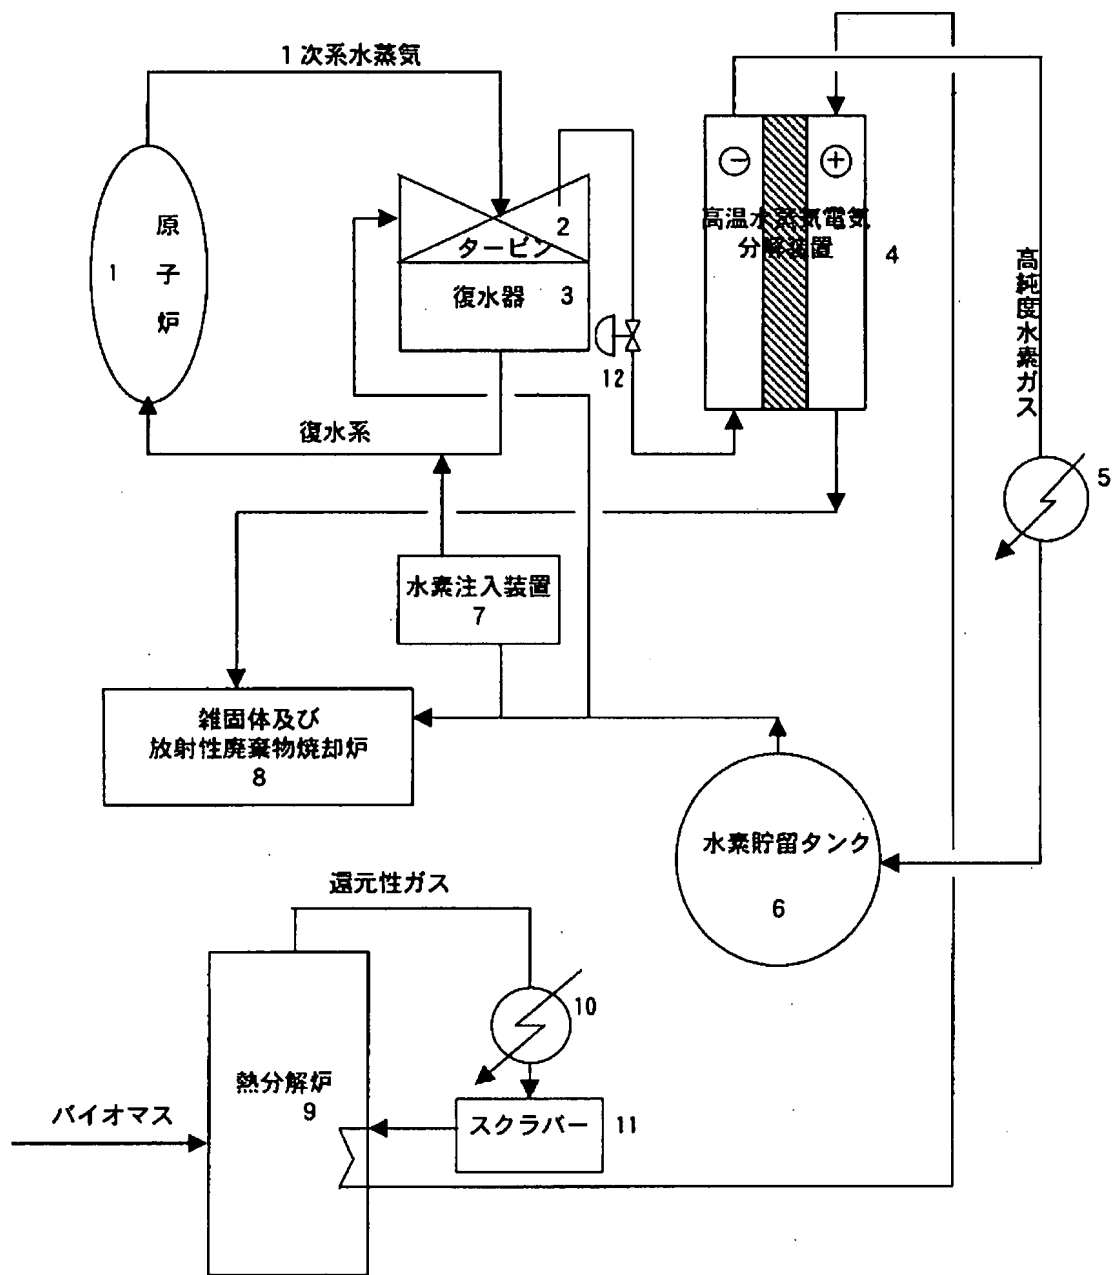 1次系水蒸気
原子炉
1
2
タービン
復水器 3
12
復水系
− +
高温水蒸気電気
分解装置
4
高純度水素ガス
5
水素注入装置
7
雑固体及び
放射性廃棄物焼却炉
8
水素貯留タンク
6
還元性ガス
10
熱分解炉
9
バイオマス
スクラバー 11